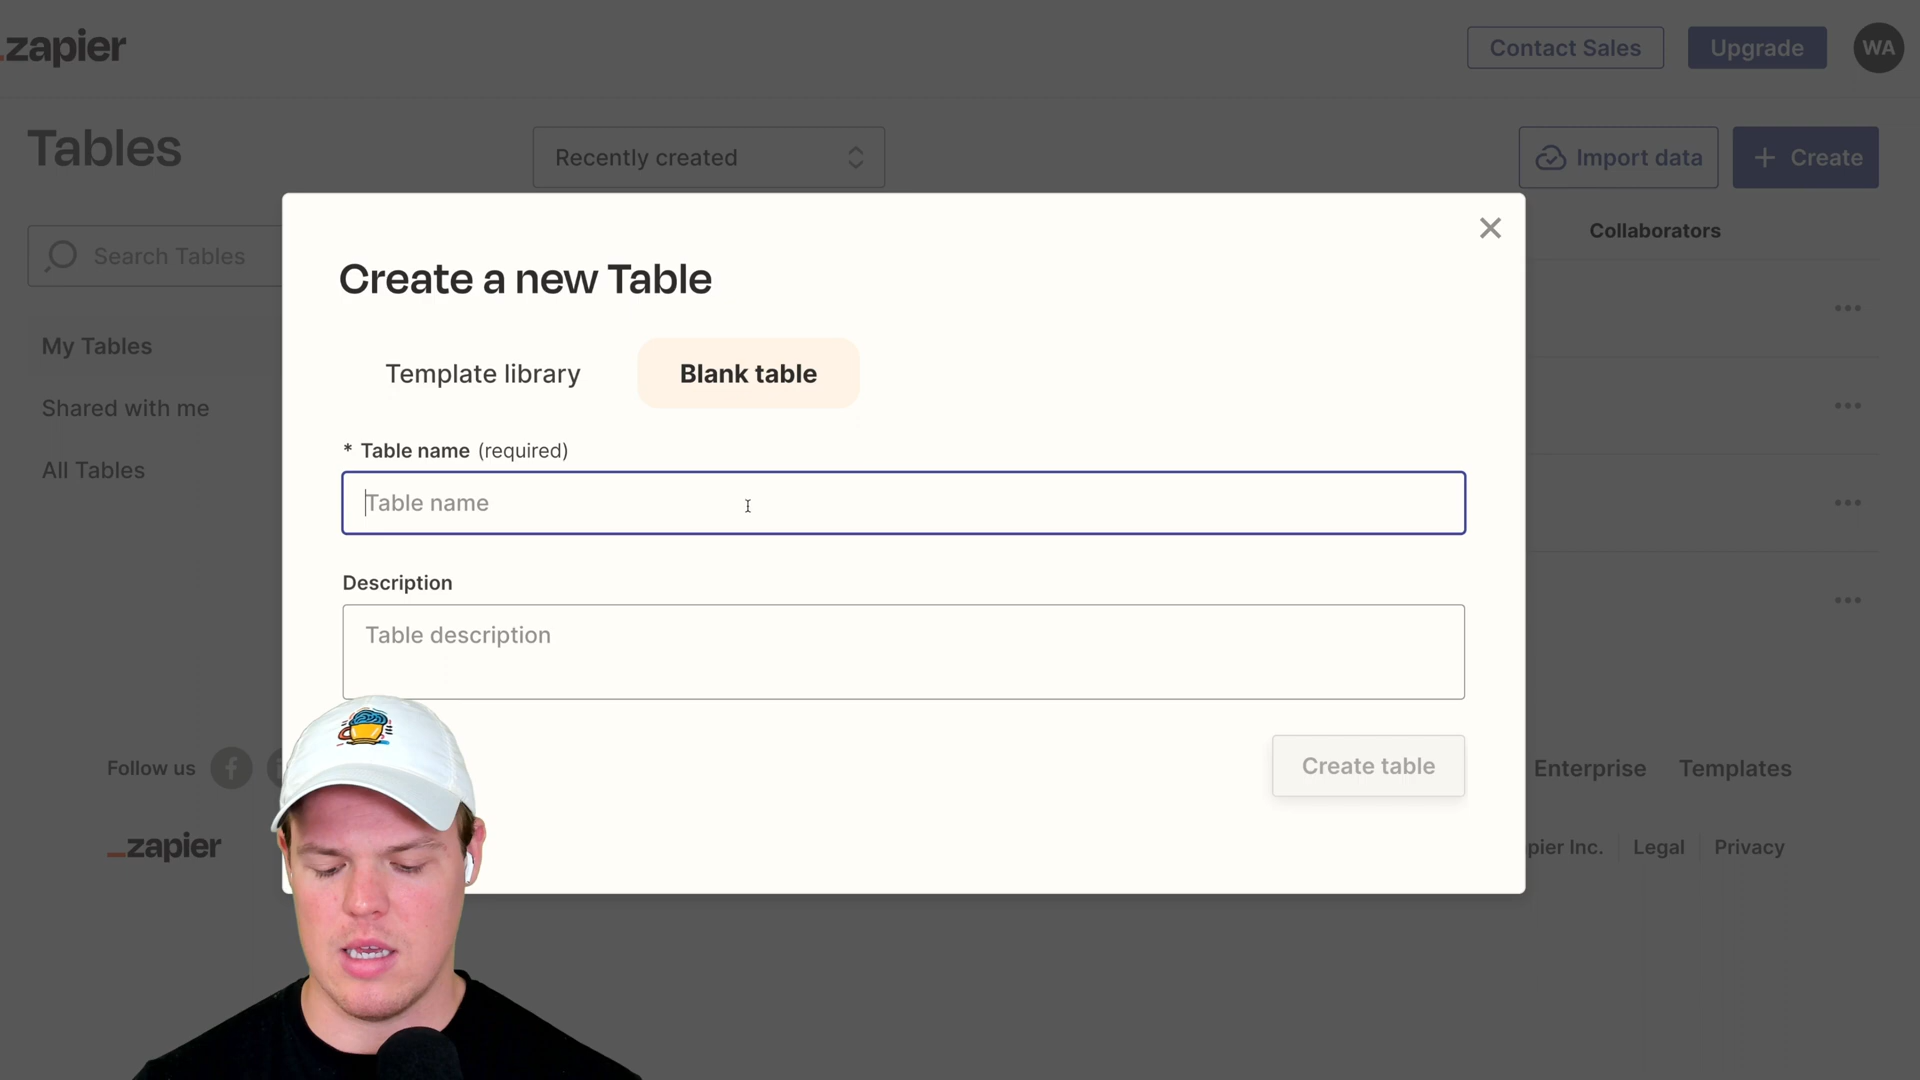 zapier
Contact Sales
Upgrade
WA
Tables
Recently created
Import data
+ Create
Search Tables
Collaborators
My Tables
Shared with me
All Tables
Create a new Table
Template library
Blank table
* Table name (required)
Table name
Description
Table description
Create table
Follow us
Enterprise
Templates
zapier
pier Inc.
Legal
Privacy